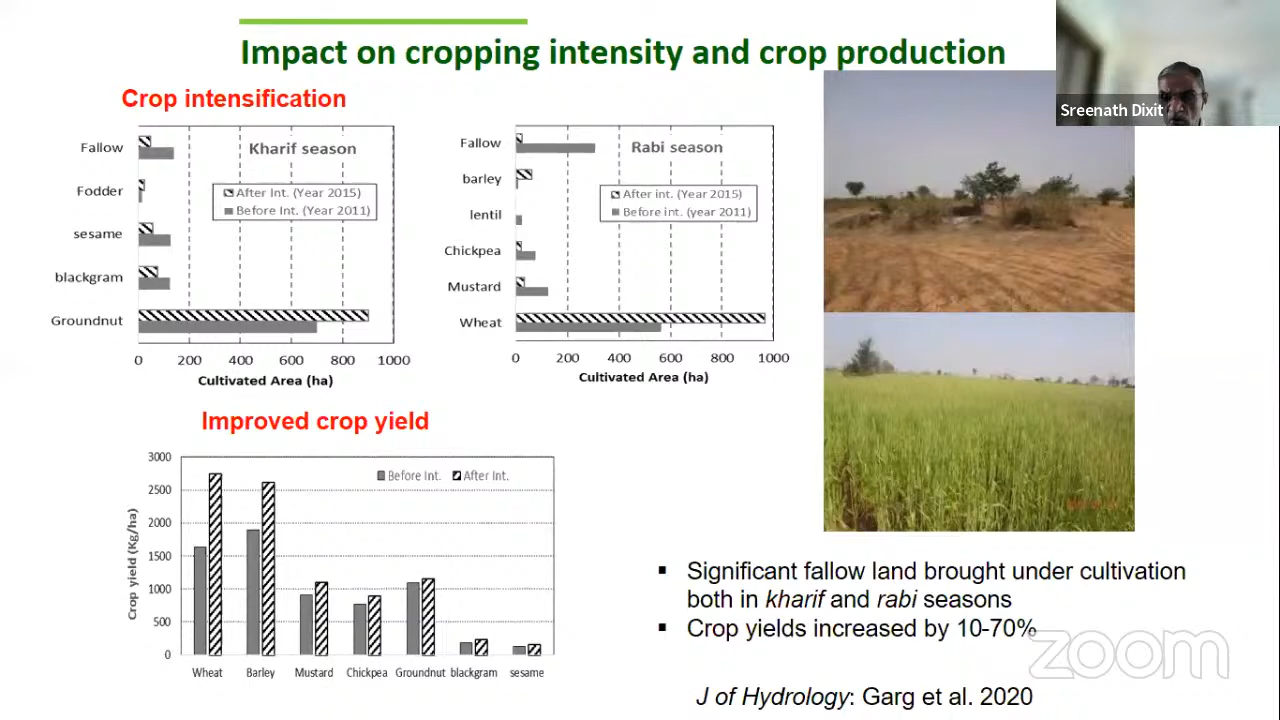 Impact on cropping intensity and crop production
Sreenath Dixit
Crop intensification
Kharif season
After Int. (Year 2015)
Before Int. (Year 2011)
Fallow
Fodder
sesame
blackgram
Groundnut
0 200 400 600 800 1000
Cultivated Area (ha)
Rabi season
After int. (Year 2015)
Before int. (year 2011)
Fallow
barley
lentil
Chickpea
Mustard
Wheat
0 200 400 600 800 1000
Cultivated Area (ha)
Improved crop yield
Before Int. After Int.
Crop yield (Kg/ha)
3000
2500
2000
1500
1000
500
0
Wheat Barley Mustard Chickpea Groundnut blackgram sesame
▪ Significant fallow land brought under cultivation
both in kharif and rabi seasons
▪ Crop yields increased by 10-70%
zoom
J of Hydrology: Garg et al. 2020